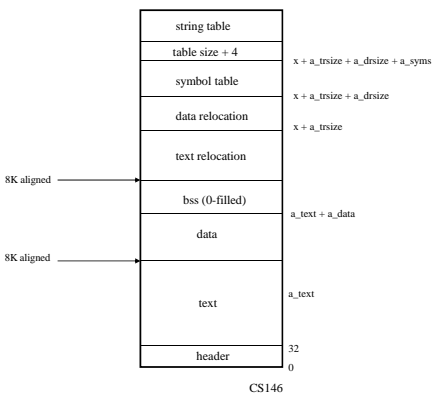 string table
table size + 4
x + a_trsize + a_drsize + a_syms
symbol table
x + a_trsize + a_drsize
data relocation
x + a_trsize
text relocation
8K aligned
bss (0-filled)
a_text + a_data
data
8K aligned
a_text
text
32
header
0
CS146